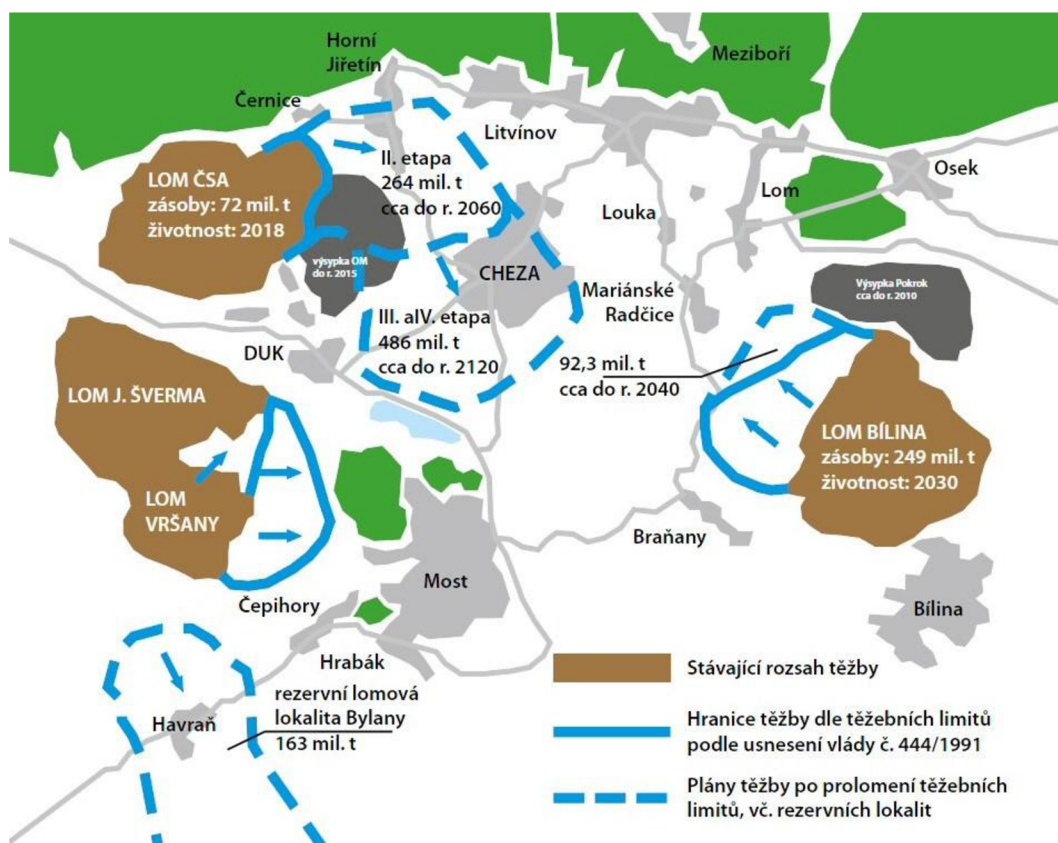 Horní
Jiřetín
Meziboří
Černice
Litvínov
II. etapa
264 mil. t
cca do r. 2060
LOM ČSA
zásoby: 72 mil. t
životnost: 2018
Osek
Lom
Louka
výsypka OM
do r. 2015
CHEZA
Mariánské
Radčice
Výsypka Pokrok
cca do r. 2010
III. aIV. etapa
486 mil. t
cca do r. 2120
DUK
92,3 mil. t
cca do r. 2040
LOM J. ŠVERMA
LOM BÍLINA
zásoby: 249 mil. t
životnost: 2030
LOM
VRŠANY
Braňany
Most
Čepihory
Bílina
Hrabák
rezervní lomová
lokalita Bylany
163 mil. t
Havraň
Stávající rozsah těžby
Hranice těžby dle těžebních limitů
podle usnesení vlády č. 444/1991
Plány těžby po prolomení těžebních
limitů, vč. rezervních lokalit